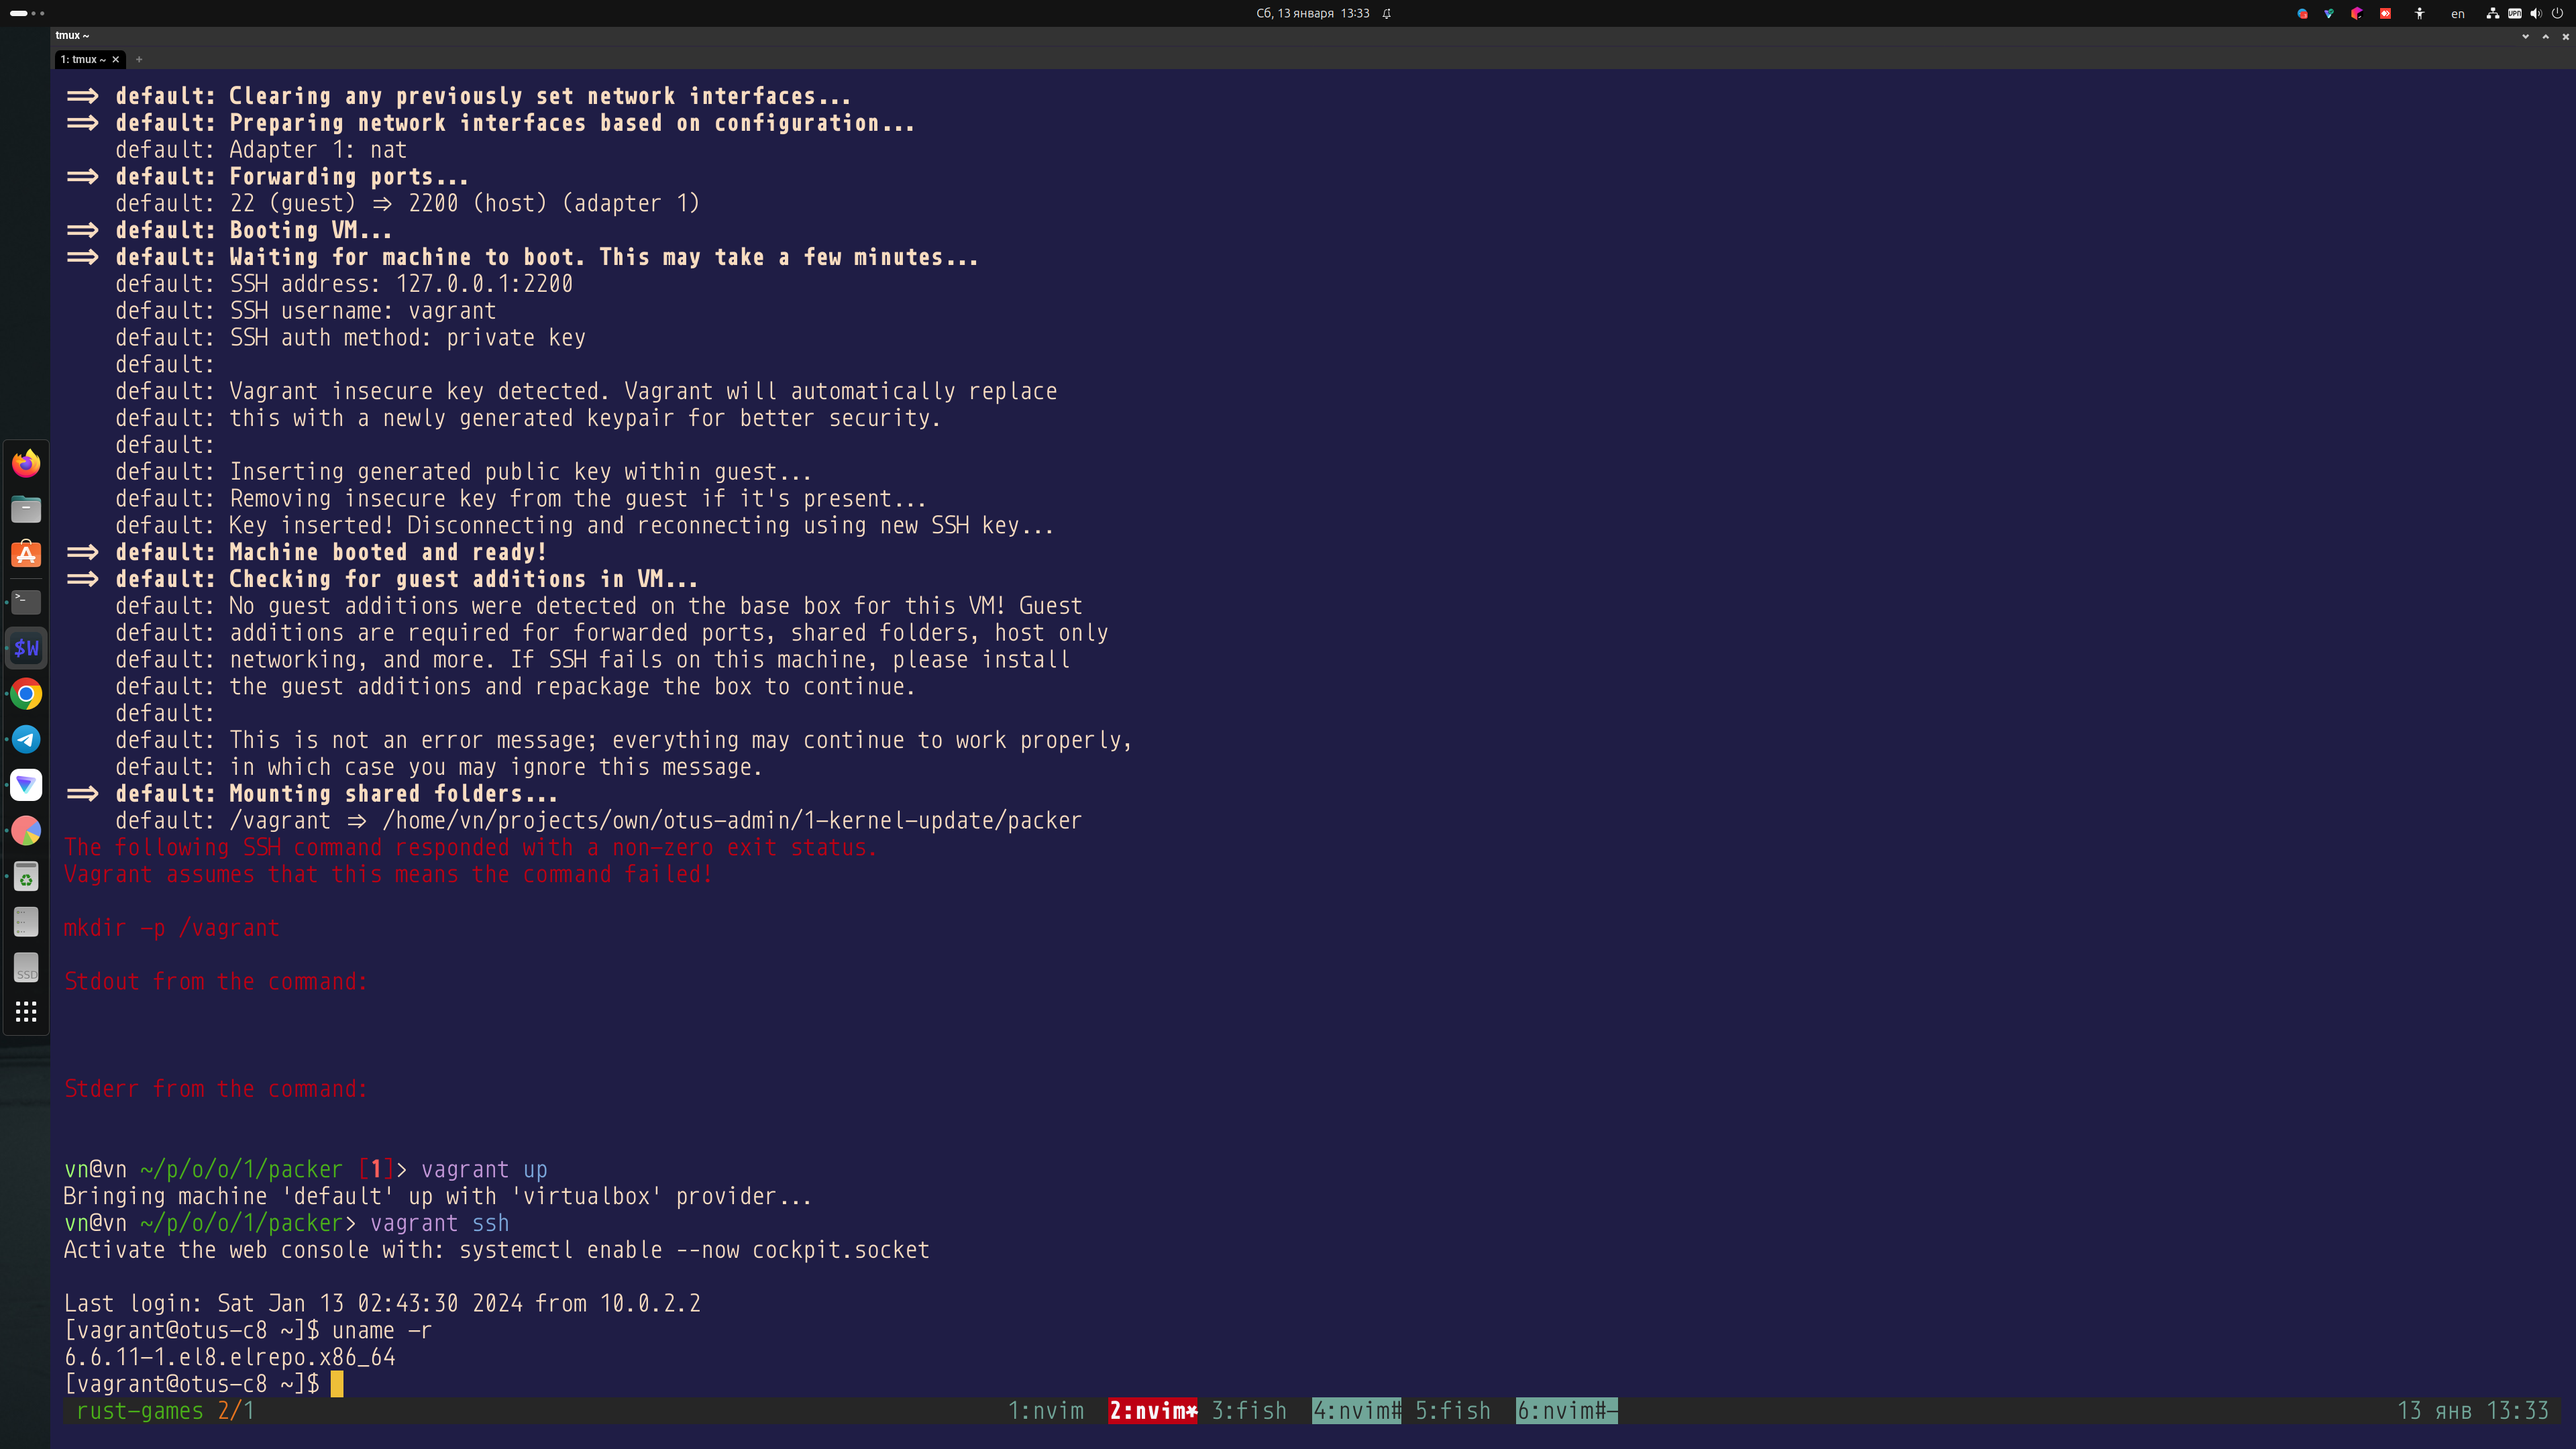 Сб, 13 января 13:33
en
VPN
tmux ~
1: tmux ~ × +
==> default: Clearing any previously set network interfaces...
==> default: Preparing network interfaces based on configuration...
default: Adapter 1: nat
==> default: Forwarding ports...
default: 22 (guest) => 2200 (host) (adapter 1)
==> default: Booting VM...
==> default: Waiting for machine to boot. This may take a few minutes...
default: SSH address: 127.0.0.1:2200
default: SSH username: vagrant
default: SSH auth method: private key
default:
default: Vagrant insecure key detected. Vagrant will automatically replace
default: this with a newly generated keypair for better security.
default:
default: Inserting generated public key within guest...
default: Removing insecure key from the guest if it's present...
default: Key inserted! Disconnecting and reconnecting using new SSH key...
==> default: Machine booted and ready!
==> default: Checking for guest additions in VM...
default: No guest additions were detected on the base box for this VM! Guest
default: additions are required for forwarded ports, shared folders, host only
default: networking, and more. If SSH fails on this machine, please install
default: the guest additions and repackage the box to continue.
default:
default: This is not an error message; everything may continue to work properly,
default: in which case you may ignore this message.
==> default: Mounting shared folders...
default: /vagrant => /home/vn/projects/own/otus-admin/1-kernel-update/packer
The following SSH command responded with a non-zero exit status.
Vagrant assumes that this means the command failed!
mkdir -p /vagrant
Stdout from the command:
Stderr from the command:
vn@vn ~/p/o/o/1/packer [1]> vagrant up
Bringing machine 'default' up with 'virtualbox' provider...
vn@vn ~/p/o/o/1/packer> vagrant ssh
Activate the web console with: systemctl enable --now cockpit.socket
Last login: Sat Jan 13 02:43:30 2024 from 10.0.2.2
[vagrant@otus-c8 ~]$ uname -r
6.6.11-1.el8.elrepo.x86_64
[vagrant@otus-c8 ~]$
rust-games 2/1 1:nvim 2:nvim* 3:fish 4:nvim# 5:fish 6:nvim#- 13 янв 13:33
>_
$W
SSD